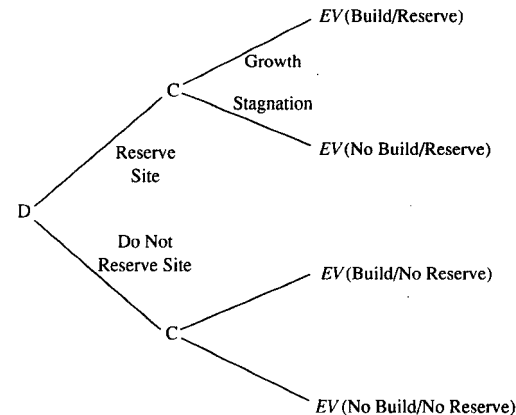 EV(Build/Reserve)
Growth
C
Stagnation
EV(No Build/Reserve)
Reserve
Site
D
Do Not
Reserve Site
EV(Build/No Reserve)
C
EV(No Build/No Reserve)